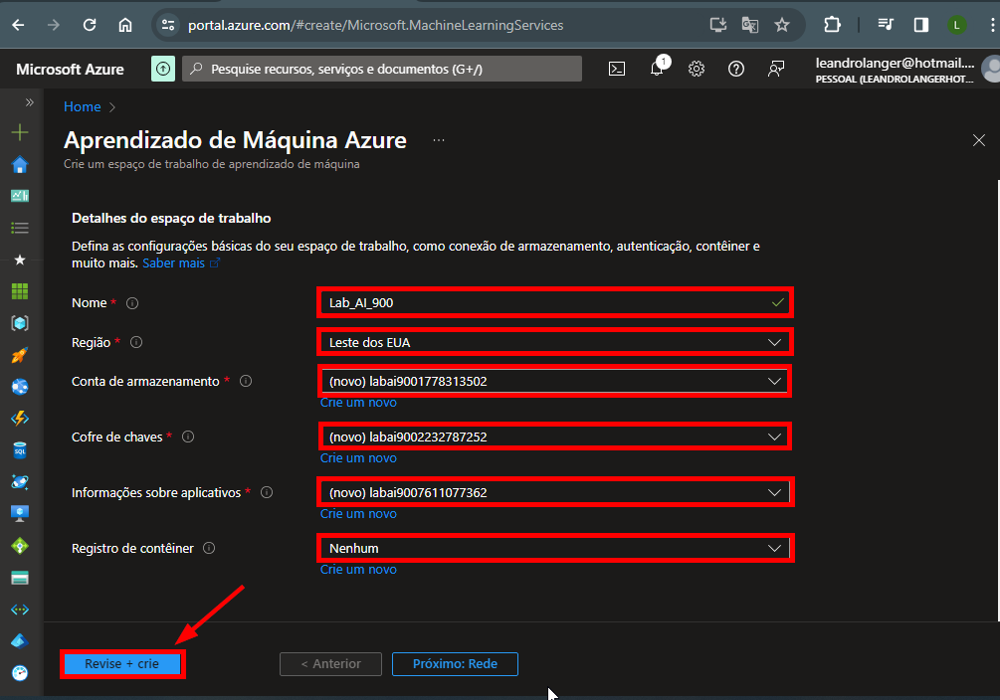 portal.azure.com/#create/Microsoft.MachineLearningServices
L
Microsoft Azure
Pesquise recursos, serviços e documentos (G+/)
1
leandrolanger@hotmail....
PESSOAL (LEANDROLANGERHOT...
Home
Aprendizado de Máquina Azure
...
Crie um espaço de trabalho de aprendizado de máquina
Detalhes do espaço de trabalho
Defina as configurações básicas do seu espaço de trabalho, como conexão de armazenamento, autenticação, contêiner e
muito mais. Saber mais
Nome *
Lab_AI_900
Região *
Leste dos EUA
Conta de armazenamento *
(novo) labai9001778313502
Crie um novo
Cofre de chaves *
(novo) labai9002232787252
Crie um novo
Informações sobre aplicativos *
(novo) labai9007611077362
Crie um novo
Registro de contêiner
Nenhum
Crie um novo
SQL
Revise + crie
< Anterior
Próximo: Rede